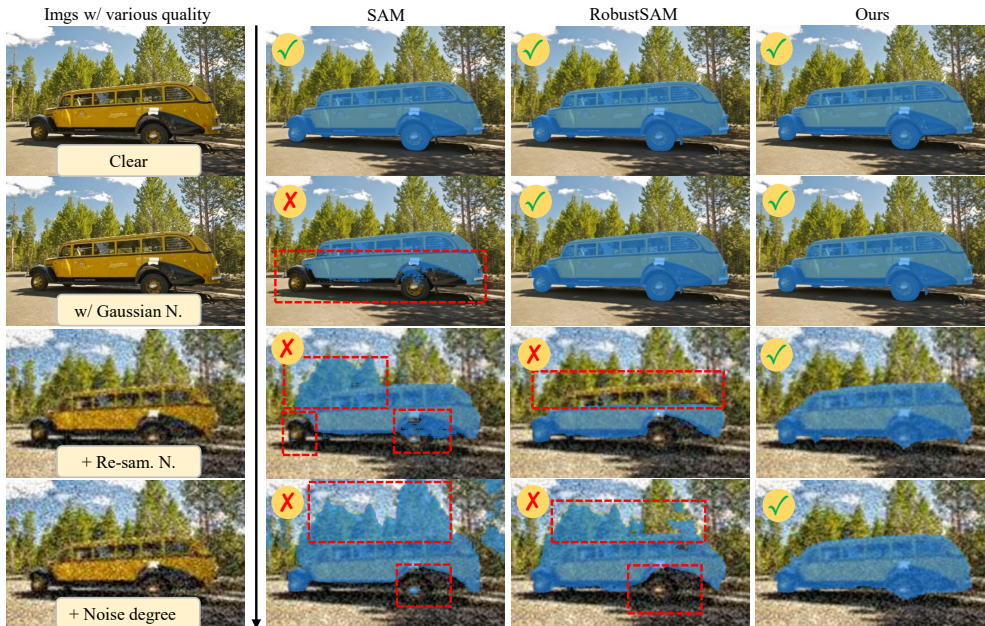 Imgs w/ various quality
SAM
RobustSAM
Ours
Clear
w/ Gaussian N.
+ Re-sam. N.
+ Noise degree